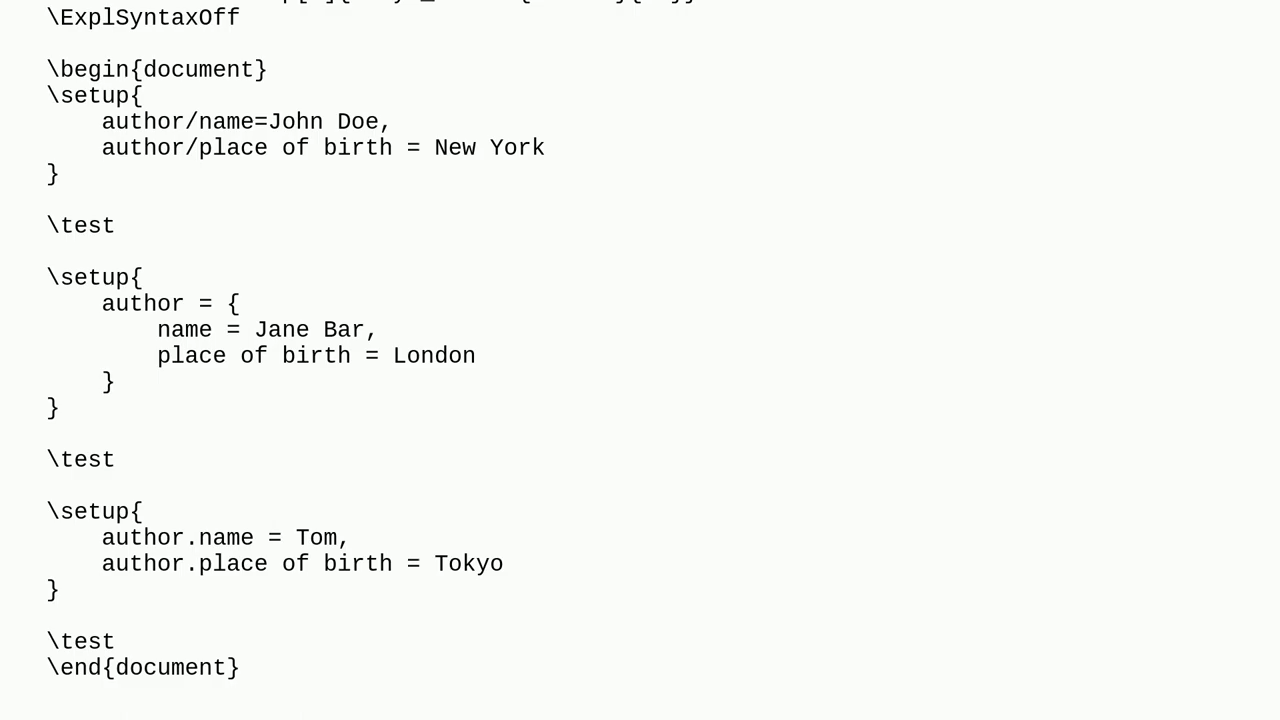 \ExplSyntaxOff
\begin{document}
\setup{
    author/name=John Doe,
    author/place of birth = New York
}
\test
\setup{
    author = {
        name = Jane Bar,
        place of birth = London
    }
}
\test
\setup{
    author.name = Tom,
    author.place of birth = Tokyo
}
\test
\end{document}